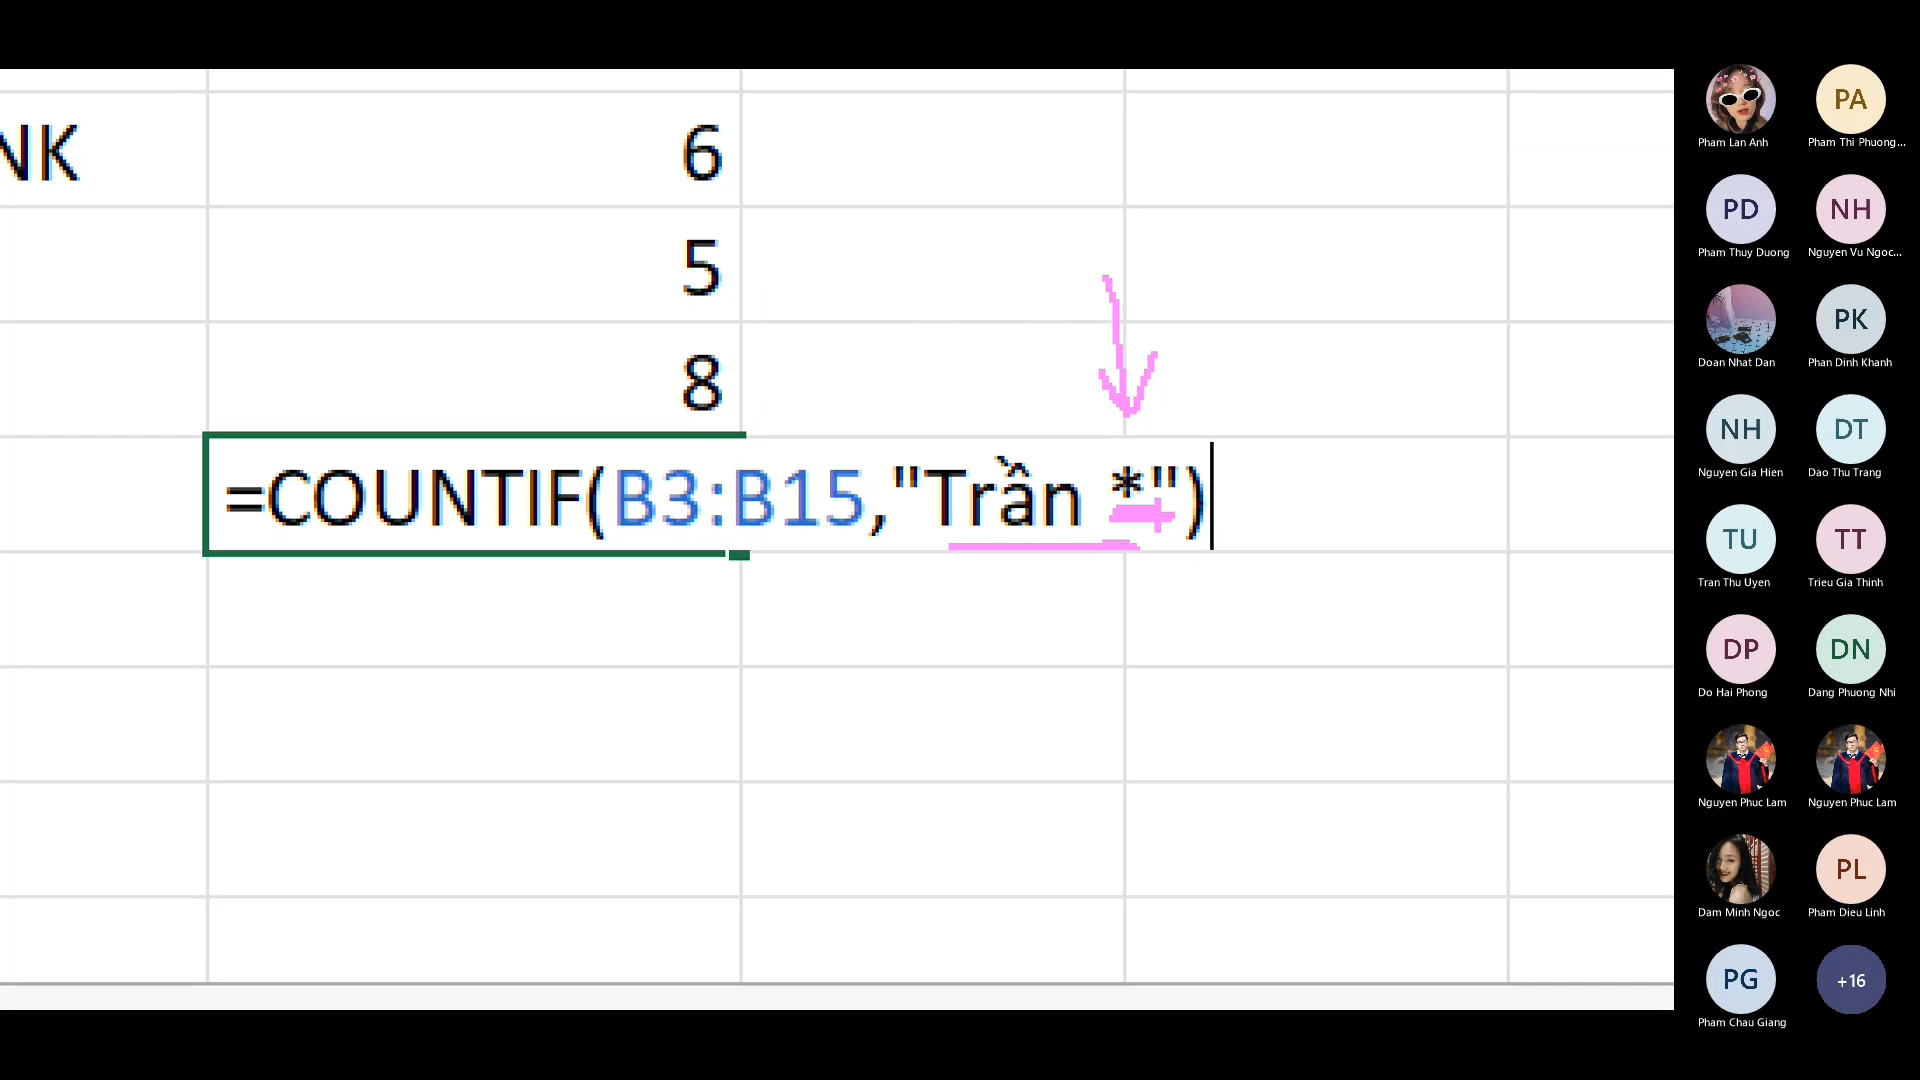 NK
6
5
8
=COUNTIF(B3:B15,"Trần *")
PA
Pham Lan Anh
Pham Thi Phuong...
PD
NH
Pham Thuy Duong
Nguyen Vu Ngoc...
PK
Doan Nhat Dan
Phan Dinh Khanh
NH
DT
Nguyen Gia Hien
Dao Thu Trang
TU
TT
Tran Thu Uyen
Trieu Gia Thinh
DP
DN
Do Hai Phong
Dang Phuong Nhi
Nguyen Phuc Lam
Nguyen Phuc Lam
PL
Dam Minh Ngoc
Pham Dieu Linh
PG
+16
Pham Chau Giang